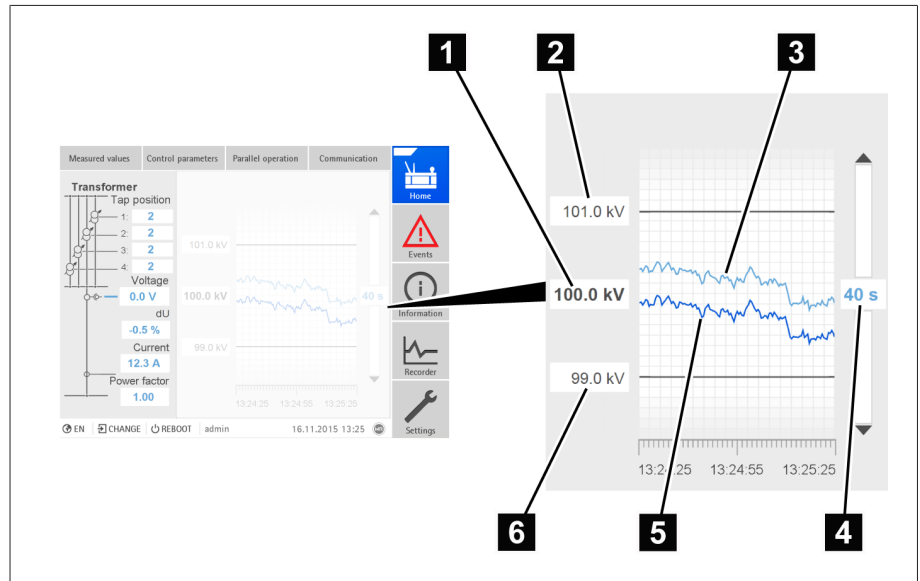 1
2
3
Measured values
Control parameters
Parallel operation
Communication
Home
Transformer
Tap position
1: 2
2: 2
3: 2
4: 2
Voltage
0.0 V
dU
-0.5 %
Current
12.3 A
Power factor
1.00
101.0 kV
100.0 kV
99.0 kV
40 s
13:24:25 13:24:55 13:25:25
Events
Information
Recorder
Settings
EN CHANGE REBOOT admin 16.11.2015 13:25
101.0 kV
100.0 kV
40 s
99.0 kV
13:24:25 13:24:55 13:25:25
6
5
4